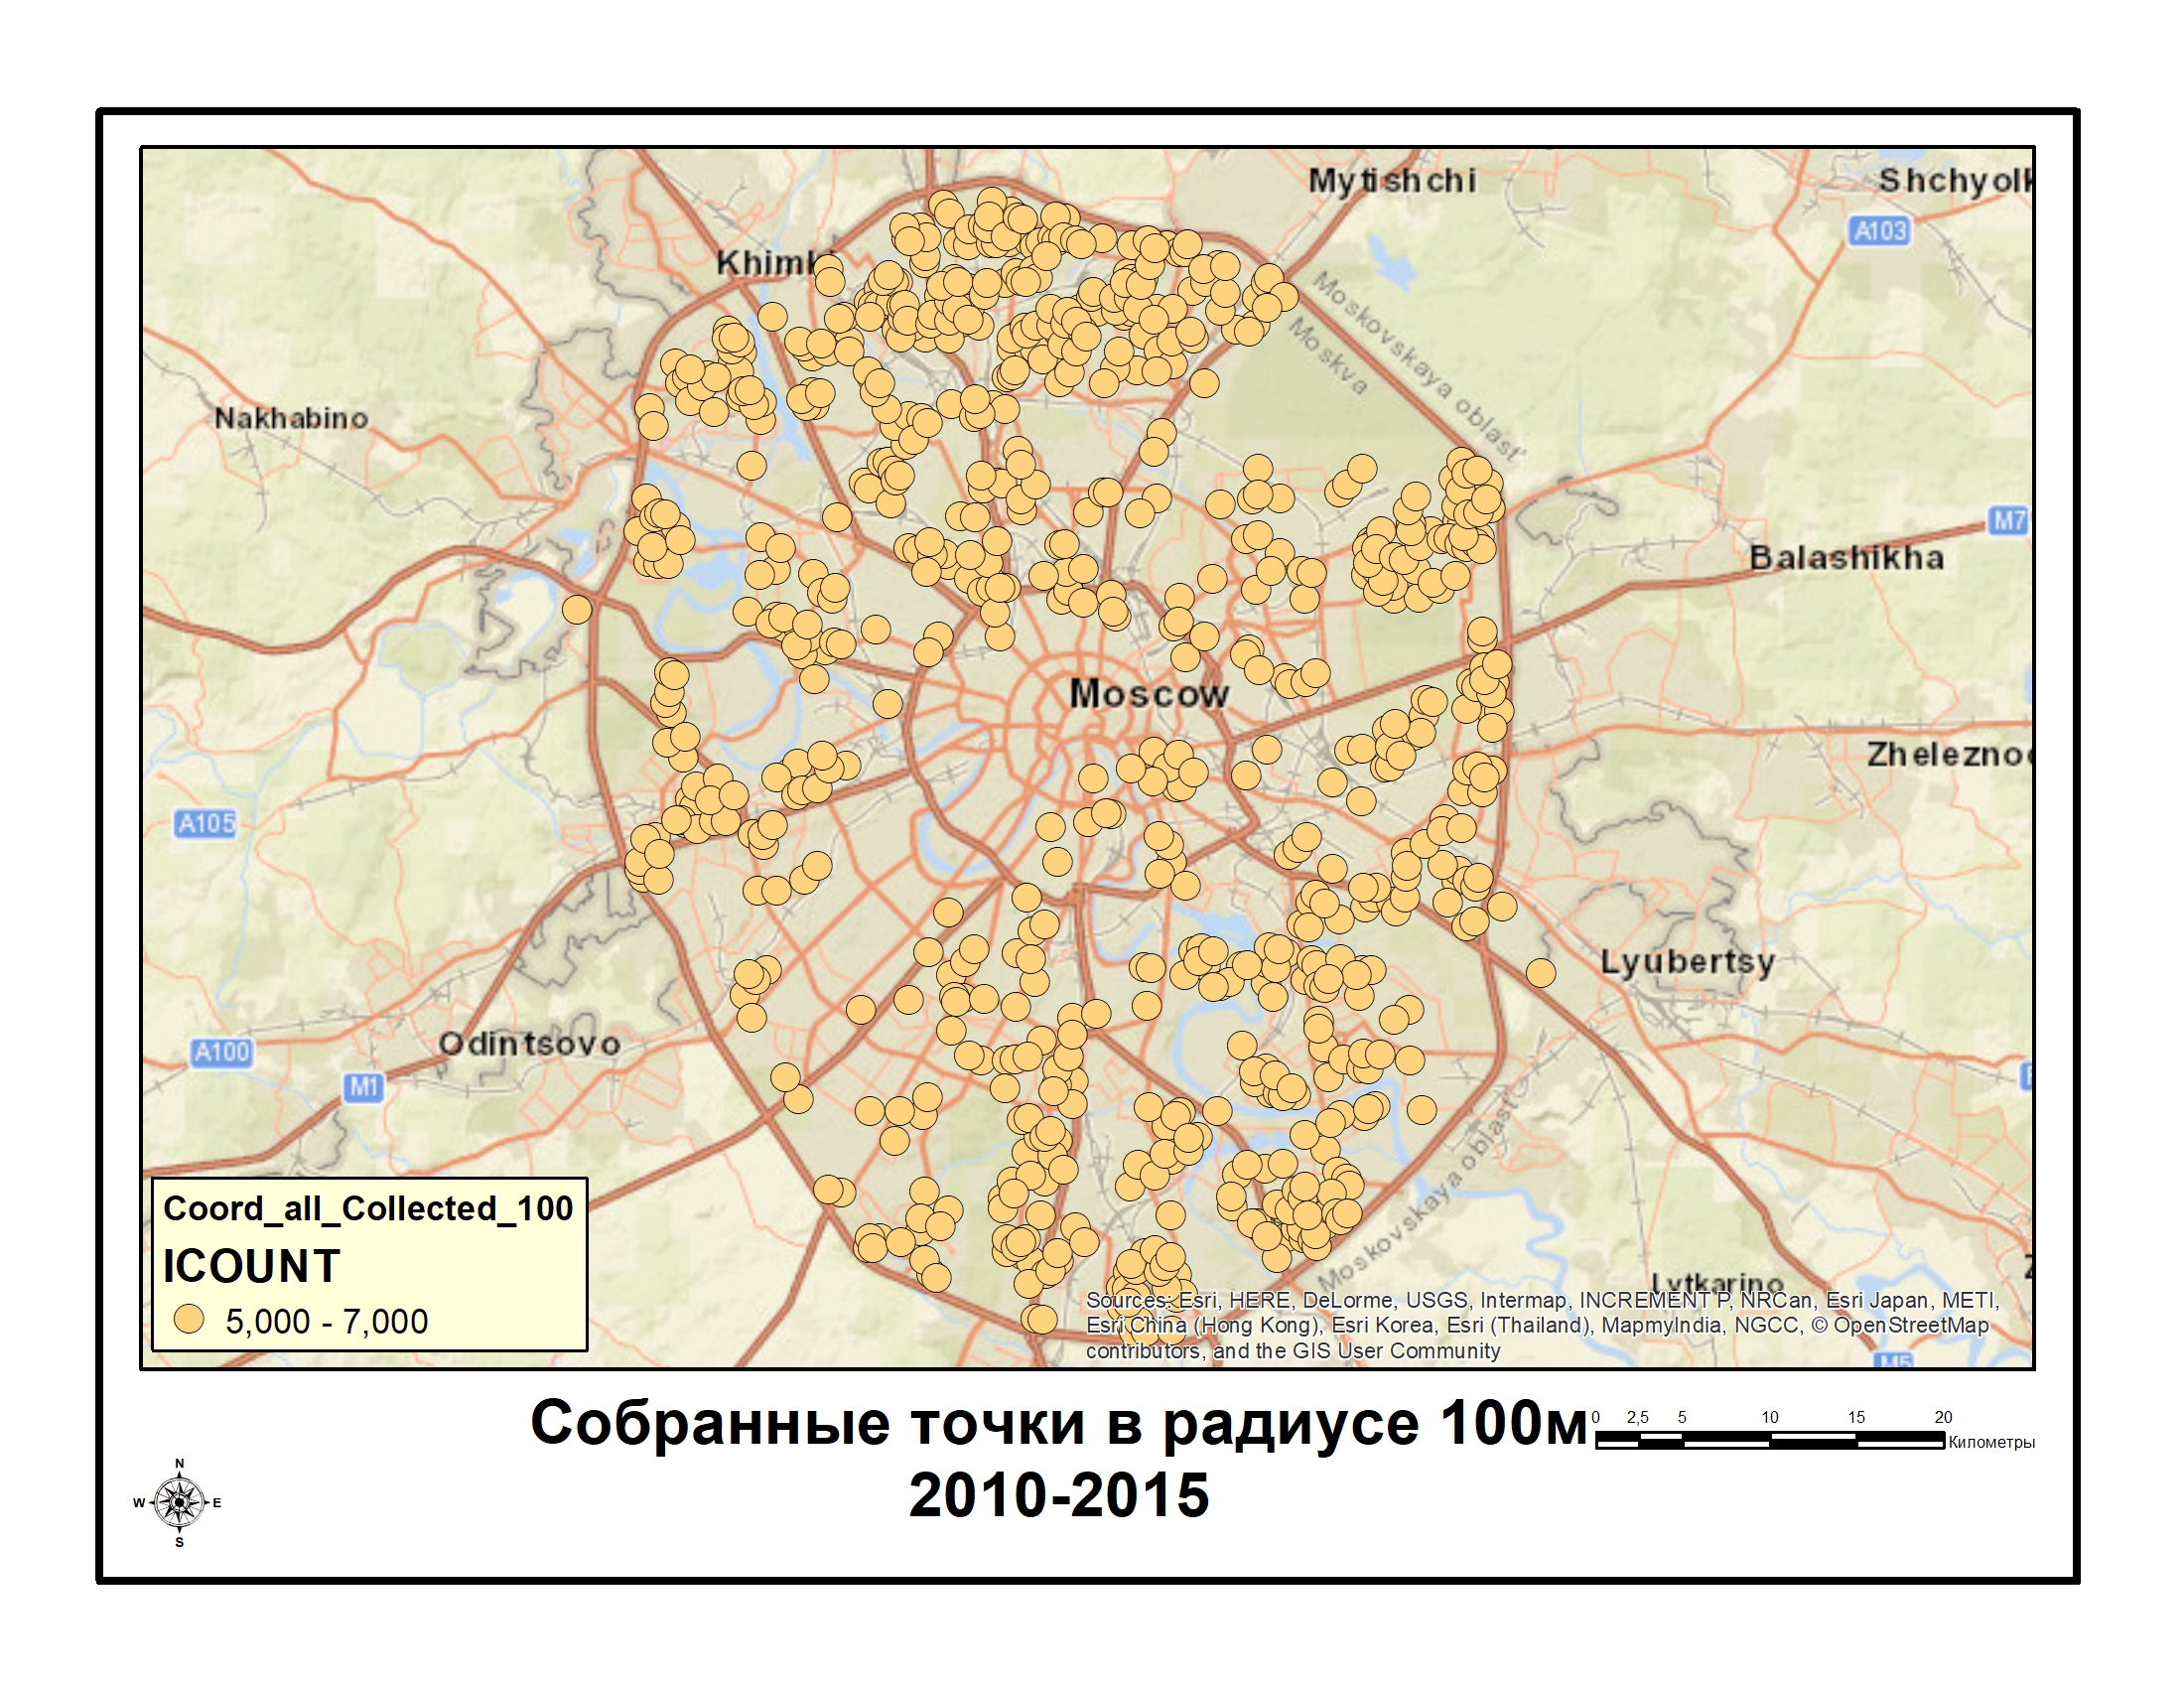 Mytishchi
Shchyolk
A103
Khimki
Moskovskaya oblast'
Moskva
Nakhabino
M7
Balashikha
Moscow
Zheleznoo
A105
Lyubertsy
Odintsovo
A100
M1
Moskovskaya oblast'
Coord_all_Collected_100
ICOUNT
5,000 - 7,000
Lytkarino
Sources: Esri, HERE, DeLorme, USGS, Intermap, INCREMENT P, NRCan, Esri Japan, METI,
Esri China (Hong Kong), Esri Korea, Esri (Thailand), MapmyIndia, NGCC, © OpenStreetMap
contributors, and the GIS User Community
M5
Собранные точки в радиусе 100м
2010-2015
0 2,5 5 10 15 20
Километры
N
W E
S